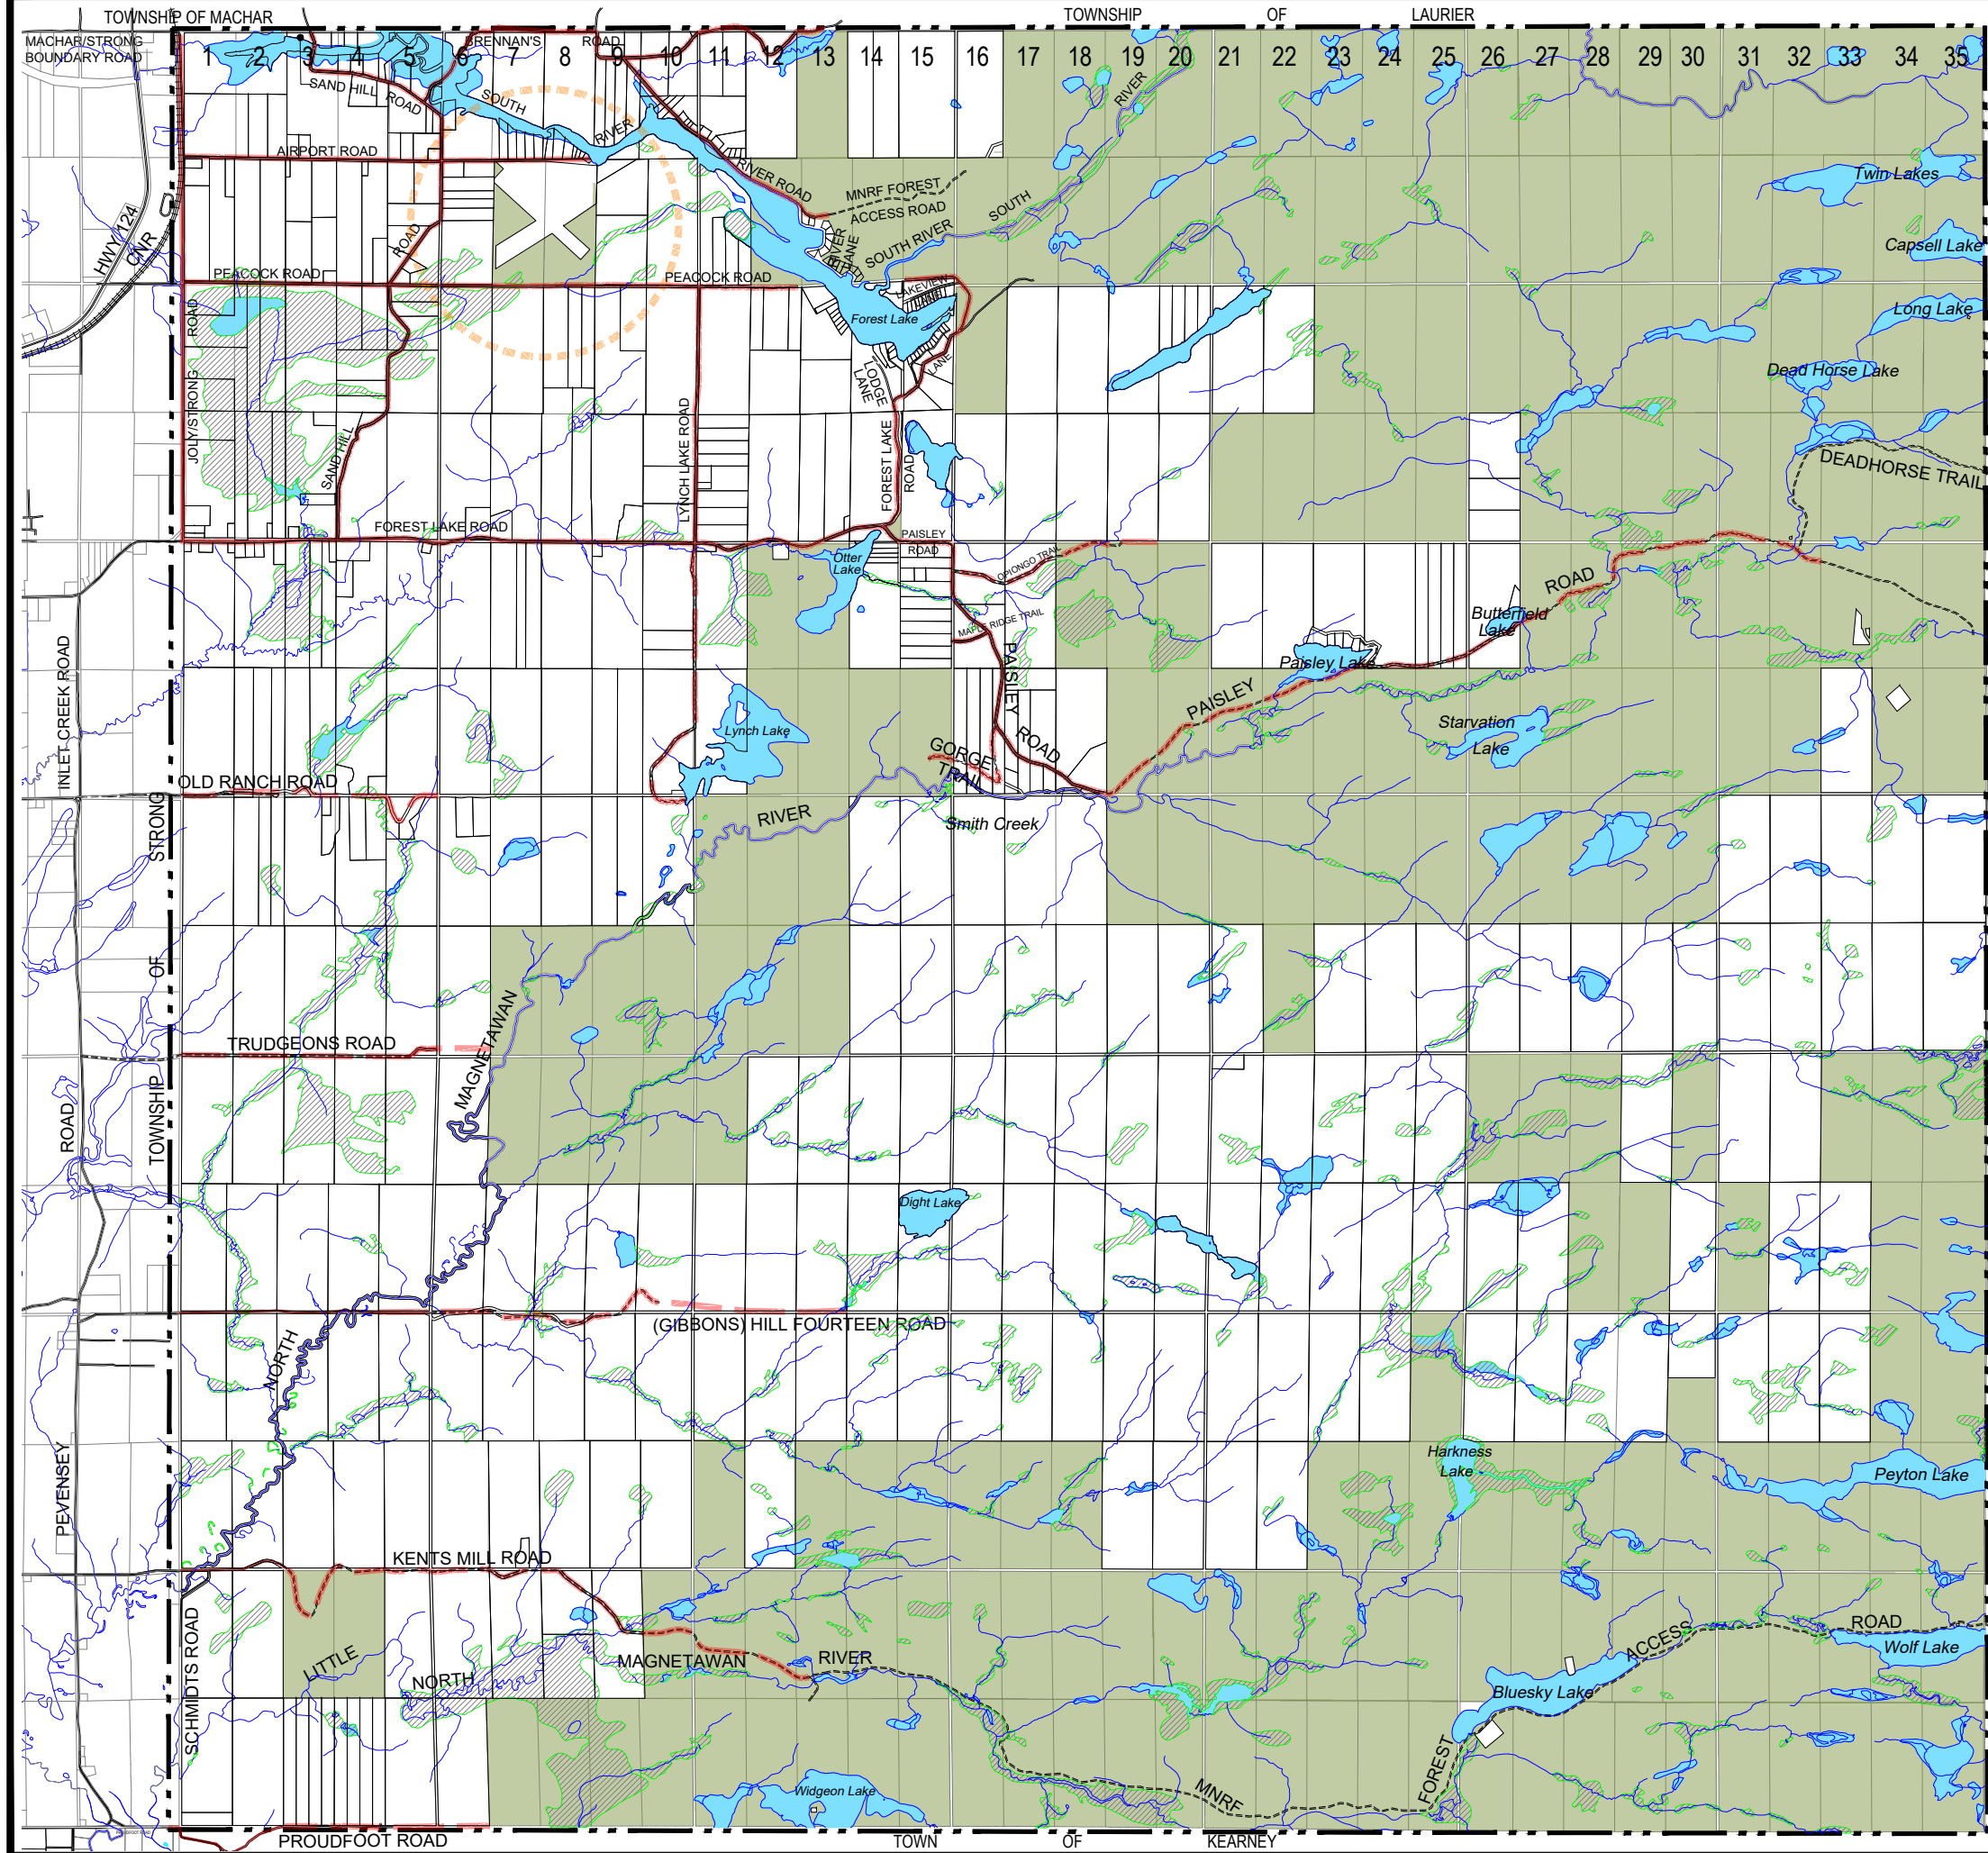 TOWNSHIP OF MACHAR
TOWNSHIP OF LAURIER
MACHAR/STRONG
BOUNDARY ROAD
BRENNAN'S ROAD
1 2 3 4 5 6 7 8 9 10 11 12 13 14 15 16 17 18 19 20 21 22 23 24 25 26 27 28 29 30 31 32 33 34 35
SAND HILL ROAD
SOUTH RIVER
RIVER
AIRPORT ROAD
RIVER ROAD
MNRF FOREST
ACCESS ROAD
SOUTH
Twin Lakes
HWY 124
CNR
ROAD
RIVER
LANE
SOUTH RIVER
Capsell Lake
PEACOCK ROAD
PEACOCK ROAD
LAKEVIEW
Forest Lake
Long Lake
JOLY/STRONG ROAD
LANE
LODGE
LANE
Dead Horse Lake
SAND HILL
LYNCH LAKE ROAD
FOREST LAKE
ROAD
DEADHORSE TRAIL
FOREST LAKE ROAD
PAISLEY
ROAD
Otter
Lake
OPIONGO TRAIL
ROAD
Butterfield
Lake
MAPLE RIDGE TRAIL
INLET CREEK ROAD
PAISLEY ROAD
Paisley Lake
PAISLEY
Starvation
Lake
Lynch Lake
GORGE
TRAIL
OLD RANCH ROAD
RIVER
Smith Creek
TOWNSHIP OF STRONG
TRUDGEONS ROAD
MAGNETAWAN
ROAD
Dight Lake
(GIBBONS) HILL FOURTEEN ROAD
NORTH
PEVENSEY
Harkness
Lake
Peyton Lake
KENTS MILL ROAD
SCHMIDTS ROAD
LITTLE
NORTH
MAGNETAWAN
RIVER
ACCESS
ROAD
Wolf Lake
Bluesky Lake
FOREST
MNRF
Widgeon Lake
PROUDFOOT ROAD
TOWN OF KEARNEY